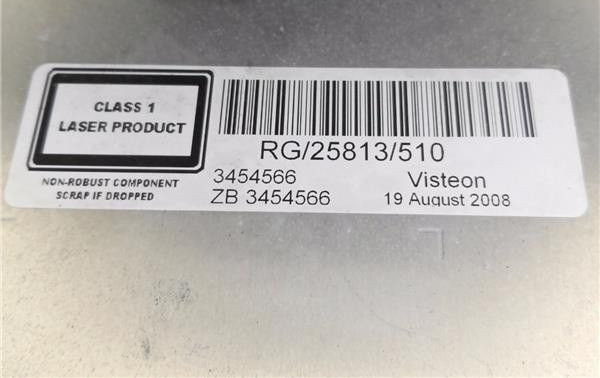 CLASS 1
LASER PRODUCT
NON-ROBUST COMPONENT
SCRAP IF DROPPED
RG/25813/510
3454566
ZB 3454566
Visteon
19 August 2008